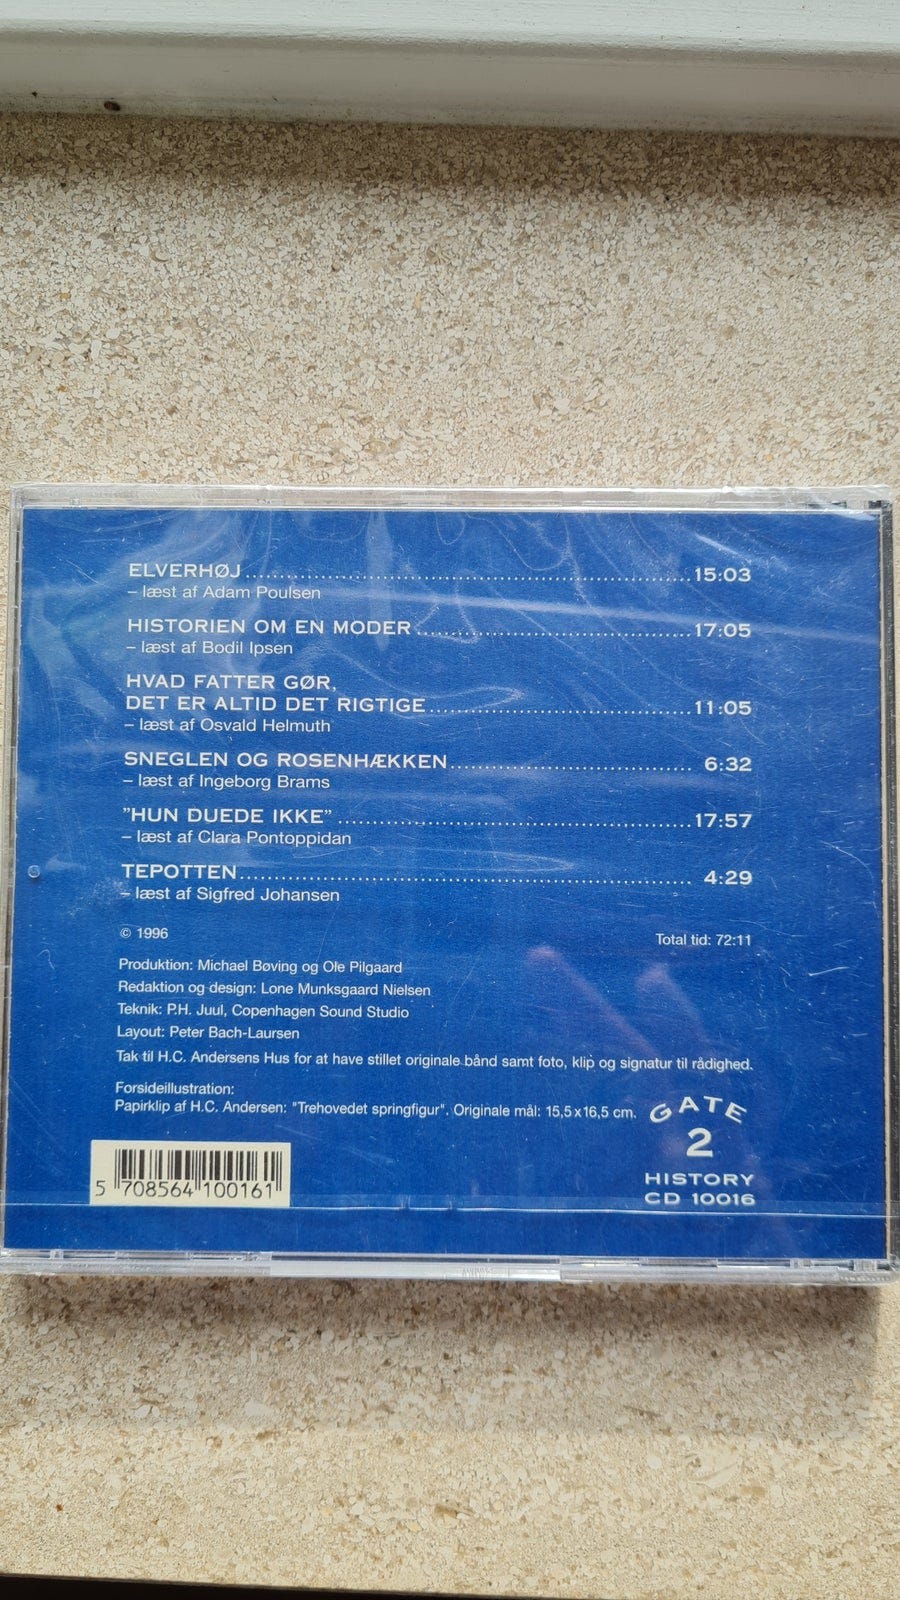 ELVERHØJ 15:03
– læst af Adam Poulsen
HISTORIEN OM EN MODER 17:05
– læst af Bodil Ipsen
HVAD FATTER GØR,
DET ER ALTID DET RIGTIGE 11:05
– læst af Osvald Helmuth
SNEGLEN OG ROSENHÆKKEN 6:32
– læst af Ingeborg Brams
”HUN DUEDE IKKE” 17:57
– læst af Clara Pontoppidan
TEPOTTEN 4:29
– læst af Sigfred Johansen
© 1996
Total tid: 72:11
Produktion: Michael Bøving og Ole Pilgaard
Redaktion og design: Lone Munksgaard Nielsen
Teknik: P.H. Juul, Copenhagen Sound Studio
Layout: Peter Bach-Laursen
Tak til H.C. Andersens Hus for at have stillet originale bånd samt foto, klip og signatur til rådighed.
Forsideillustration:
Papirklip af H.C. Andersen: "Trehovedet springfigur". Originale mål: 15,5x16,5 cm.
GATE
2
HISTORY
CD 10016
5 708564 100161